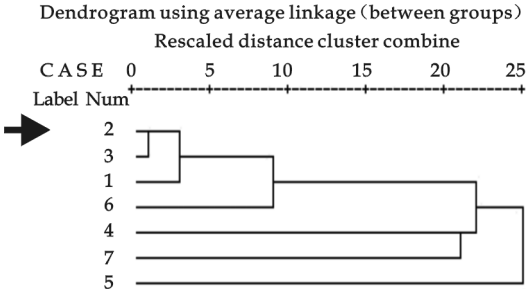 Dendrogram using average linkage (between groups)
Rescaled distance cluster combine
CASE 0 5 10 15 20 25
Label Num
2
3
1
6
4
7
5